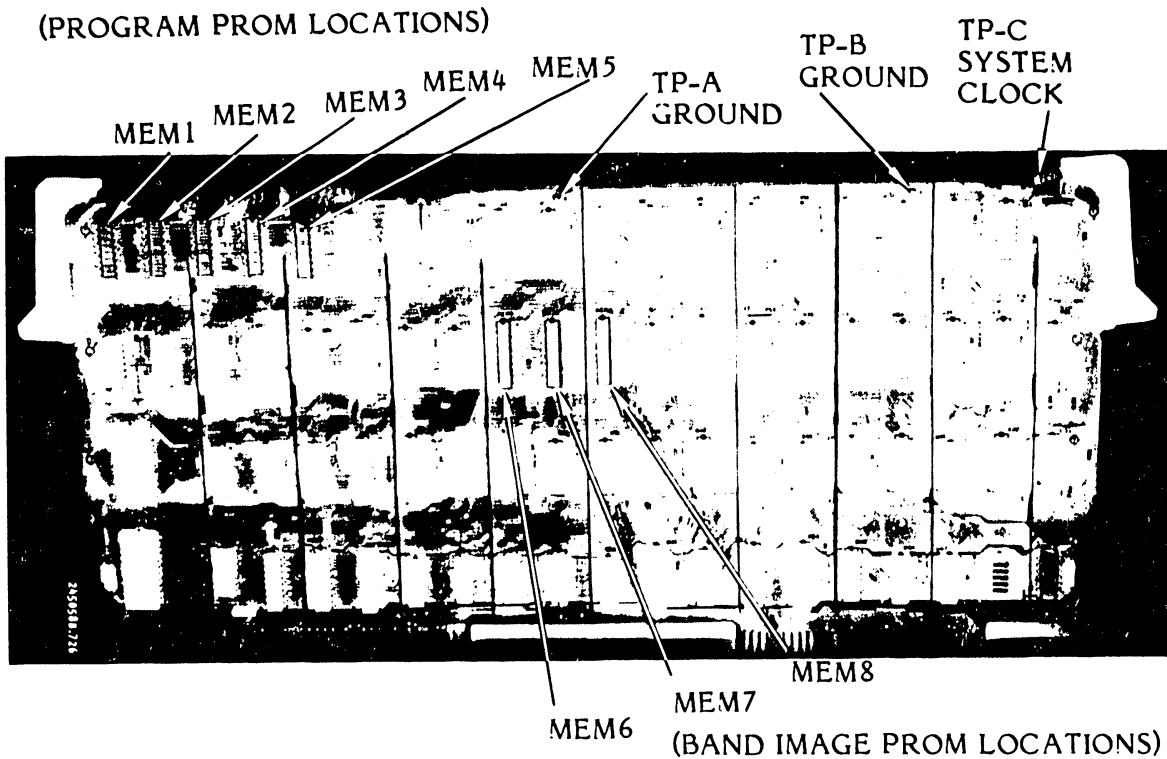 (PROGRAM PROM LOCATIONS)
MEM1
MEM2
MEM3
MEM4
MEM5
TP-A
GROUND
TP-B
GROUND
TP-C
SYSTEM
CLOCK
MEM6
MEM7
MEM8
(BAND IMAGE PROM LOCATIONS)